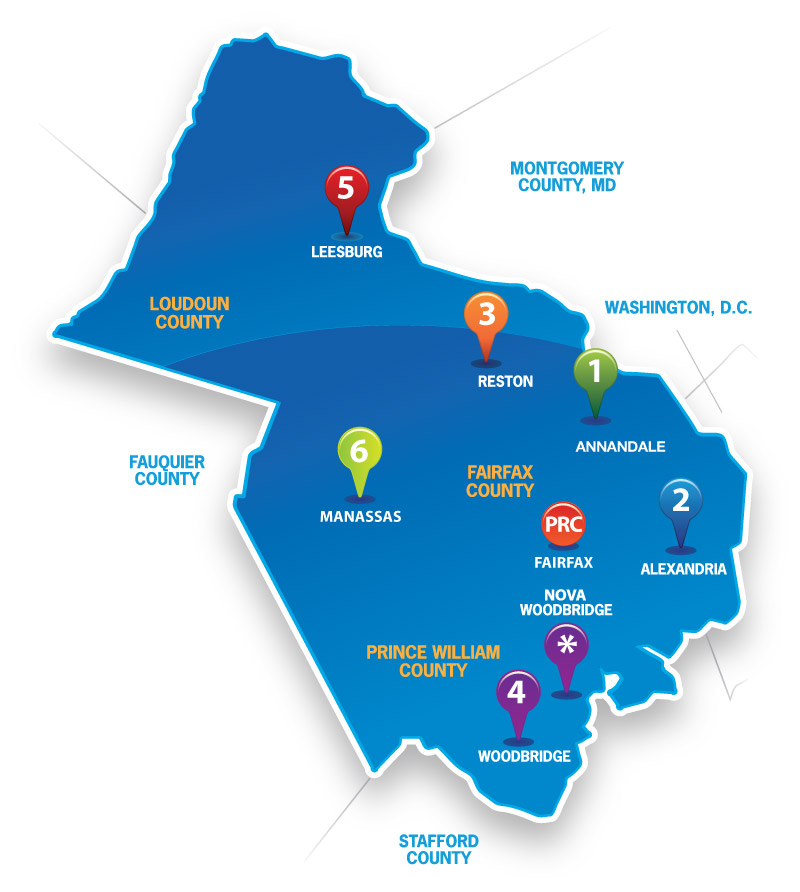 MONTGOMERY
COUNTY, MD
5
LEESBURG
LOUDOUN
COUNTY
3
RESTON
WASHINGTON, D.C.
1
ANNANDALE
FAUQUIER
COUNTY
6
MANASSAS
FAIRFAX
COUNTY
2
ALEXANDRIA
PRC
FAIRFAX
NOVA
WOODBRIDGE
*
PRINCE WILLIAM
COUNTY
4
WOODBRIDGE
STAFFORD
COUNTY